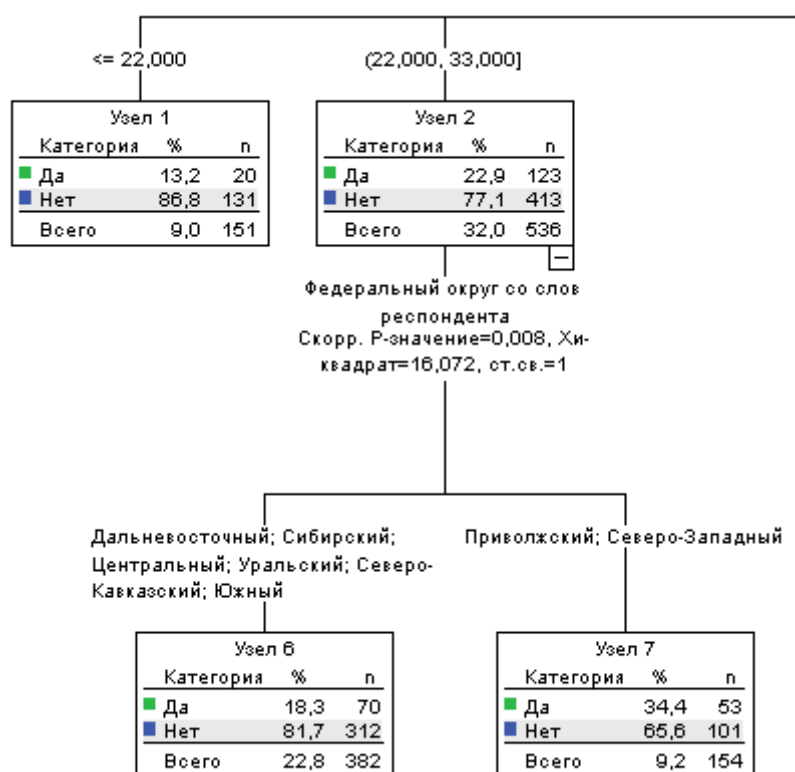 <= 22,000
(22,000, 33,000]
Узел 1
Категория % n
Да 13,2 20
Нет 86,8 131
Всего 9,0 151
Узел 2
Категория % n
Да 22,9 123
Нет 77,1 413
Всего 32,0 536
Федеральный округ со слов
респондента
Скорр. P-значение=0,008, Хи-
квадрат=16,072, ст.св.=1
Дальневосточный; Сибирский;
Центральный; Уральский; Северо-
Кавказский; Южный
Приволжский; Северо-Западный
Узел 6
Категория % n
Да 18,3 70
Нет 81,7 312
Всего 22,8 382
Узел 7
Категория % n
Да 34,4 53
Нет 65,6 101
Всего 9,2 154